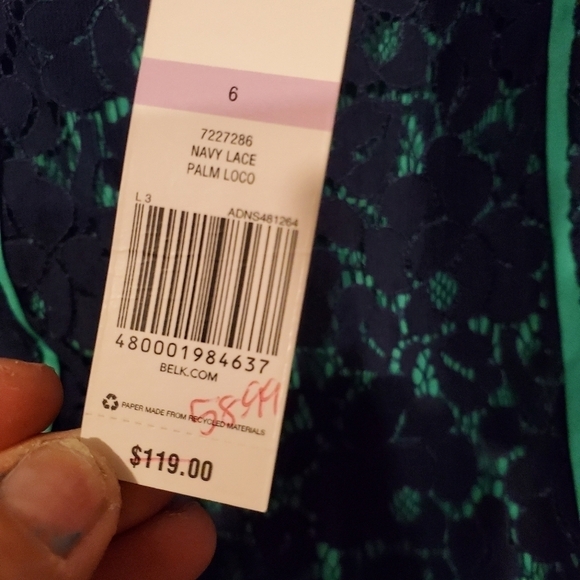 6
7227286
NAVY LACE
PALM LOCO
L 3 ADNS481264
480001984637
BELK.COM
58.99
PAPER MADE FROM RECYCLED MATERIALS
$119.00